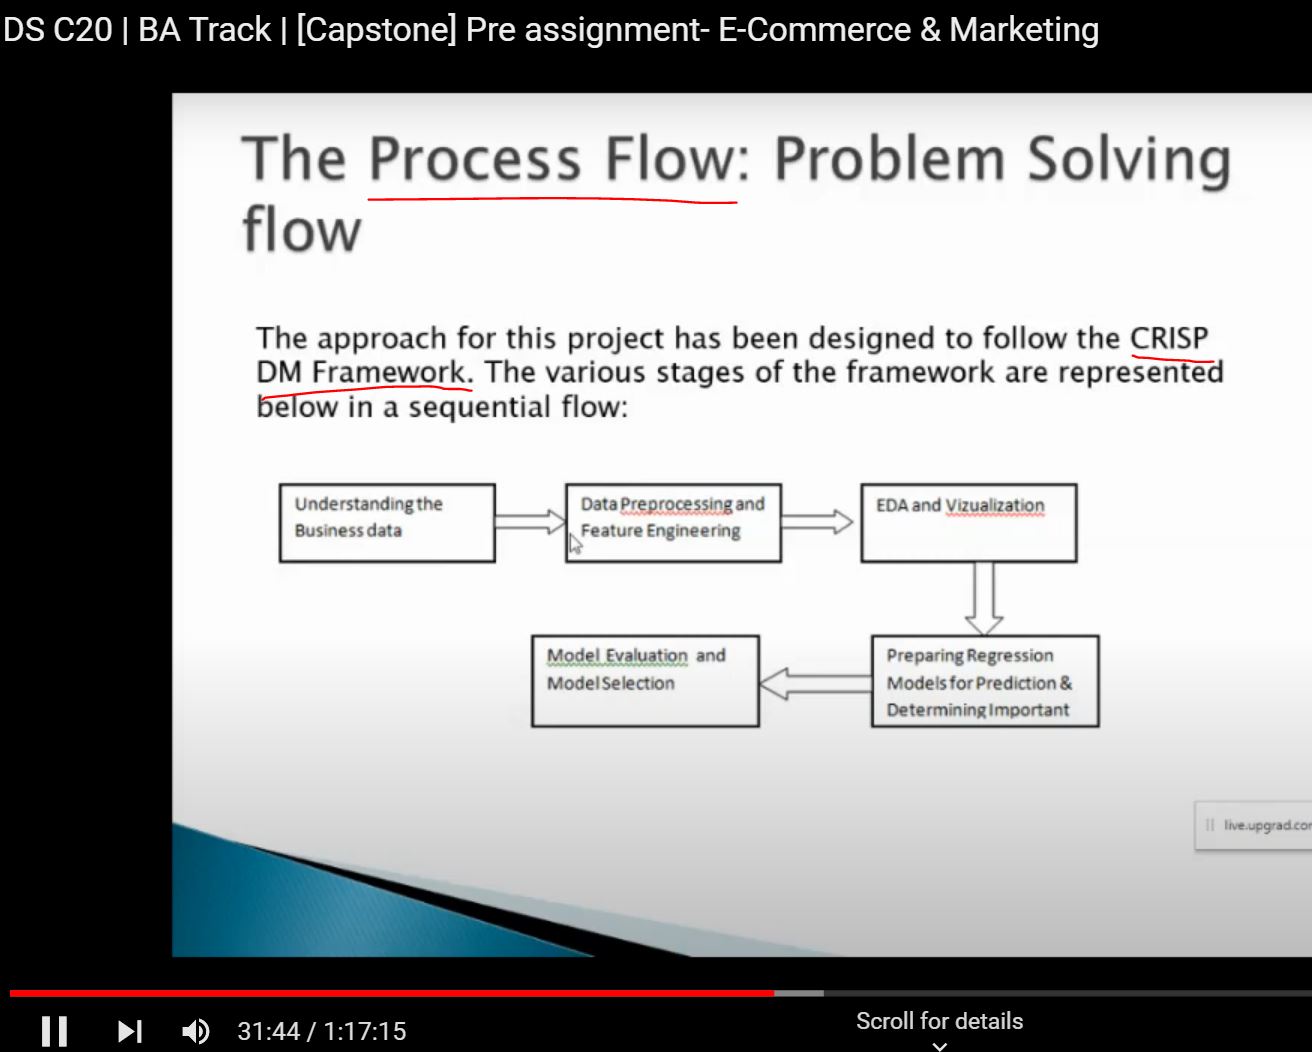 DS C20 | BA Track | [Capstone] Pre assignment- E-Commerce & Marketing
The Process Flow: Problem Solving
flow
The approach for this project has been designed to follow the CRISP
DM Framework. The various stages of the framework are represented
below in a sequential flow:
Understanding the
Business data
Data Preprocessing and
Feature Engineering
EDA and Vizualization
Preparing Regression
Models for Prediction &
Determining Important
Model Evaluation and
Model Selection
31:44 / 1:17:15
Scroll for details